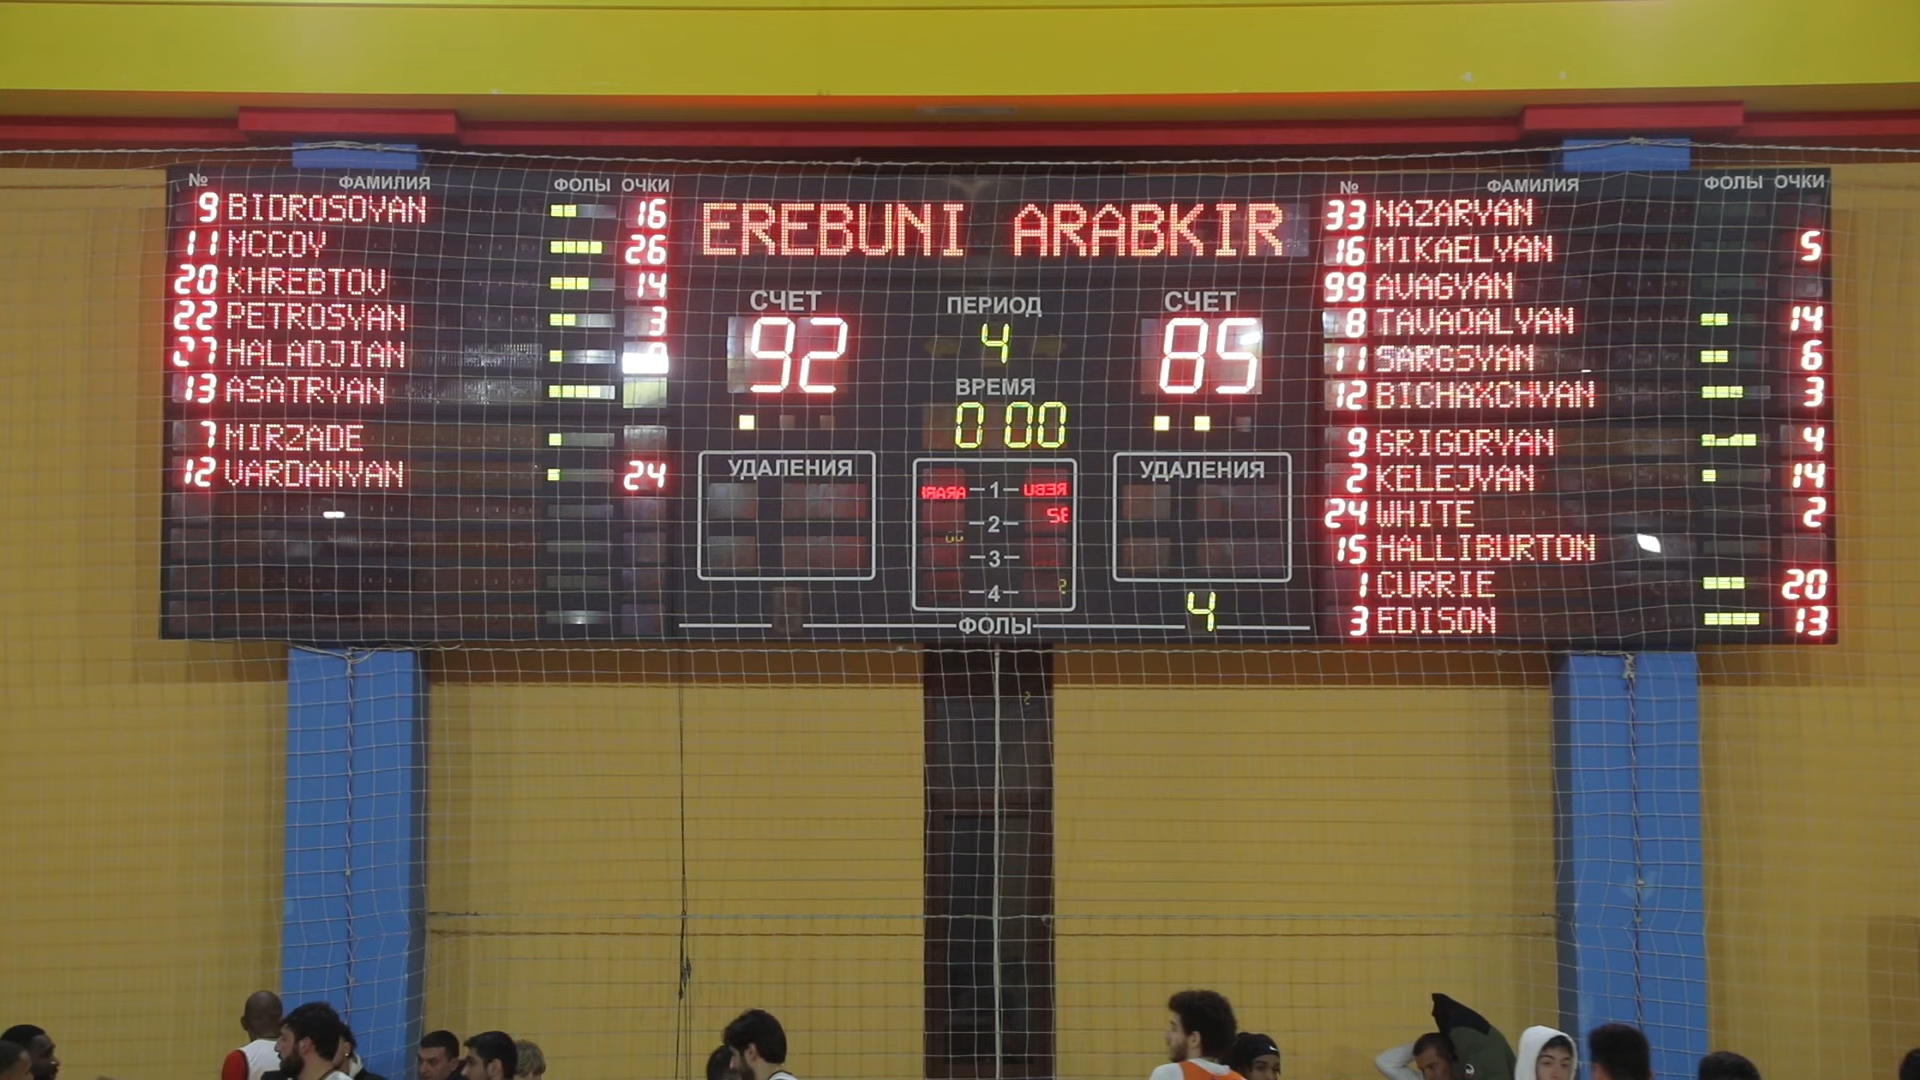 № ФАМИЛИЯ ФОЛЫ ОЧКИ
9 BIDROSOYAN 16
11 MCCOY 26
20 KHREBTOV 14
22 PETROSYAN 3
27 HALADJIAN
13 ASATRYAN
7 MIRZADE
12 VARDANYAN 24
EREBUNI ARABKIR
СЧЕТ ПЕРИОД СЧЕТ
92 4 85
ВРЕМЯ
0 00
УДАЛЕНИЯ УДАЛЕНИЯ
1
2
3
4
4
ФОЛЫ
№ ФАМИЛИЯ ФОЛЫ ОЧКИ
33 NAZARYAN
16 MIKAELYAN 5
99 AVAGYAN
8 TAVADALYAN 14
11 SARGSYAN 6
12 BICHAXCHYAN 3
9 GRIGORYAN 4
2 KELEJYAN 14
24 WHITE 2
15 HALLIBURTON
1 CURRIE 20
3 EDISON 13